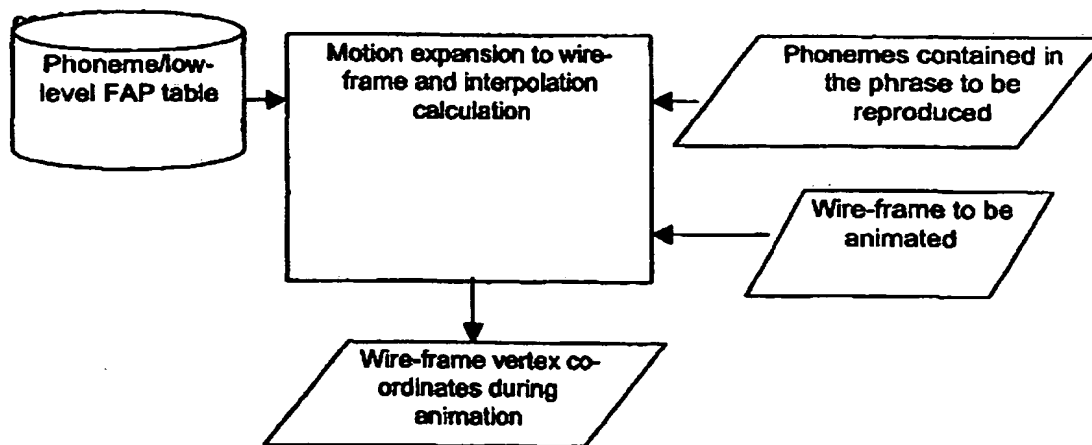 Phoneme/low-
level FAP table
Motion expansion to wire-
frame and interpolation
calculation
Phonemes contained in
the phrase to be
reproduced
Wire-frame to be
animated
Wire-frame vertex co-
ordinates during
animation